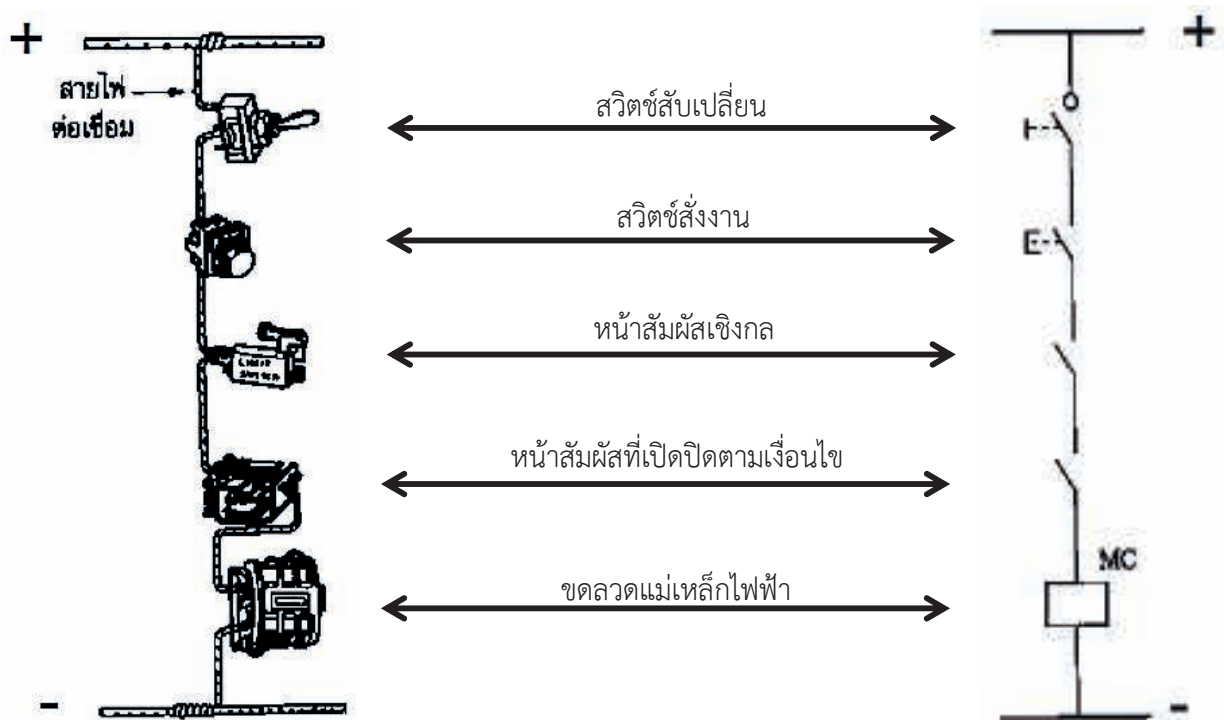 +
+
สายไฟ
ต่อเชื่อม
สวิตช์สับเปลี่ยน
สวิตช์สั่งงาน
E
LIMIT
SWITCH
หน้าสัมผัสเชิงกล
หน้าสัมผัสที่เปิดปิดตามเงื่อนไข
MC
ขดลวดแม่เหล็กไฟฟ้า
-
-